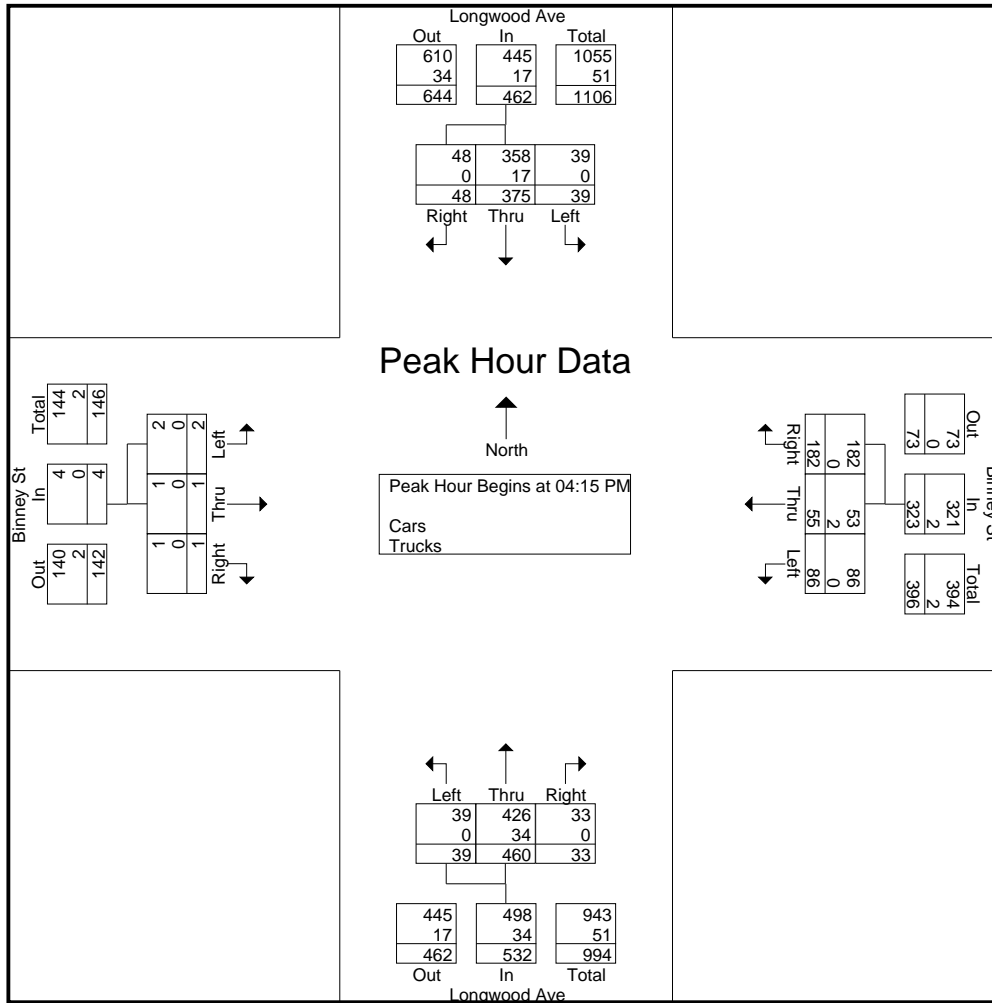 Longwood Ave
Out In Total
610 445 1055
34 17 51
644 462 1106
48 358 39
0 17 0
48 375 39
Right Thru Left
Peak Hour Data
North
Peak Hour Begins at 04:15 PM
Cars
Trucks
Binney St
Out In Total
140 4 144
2 0 2
142 4 146
Right Thru Left
1 1 2
0 0 0
1 1 2
Binney St
Out In Total
73 321 394
0 2 2
73 323 396
182 53 86
0 2 0
182 55 86
Right Thru Left
Left Thru Right
39 426 33
0 34 0
39 460 33
445 498 943
17 34 51
462 532 994
Out In Total
Longwood Ave